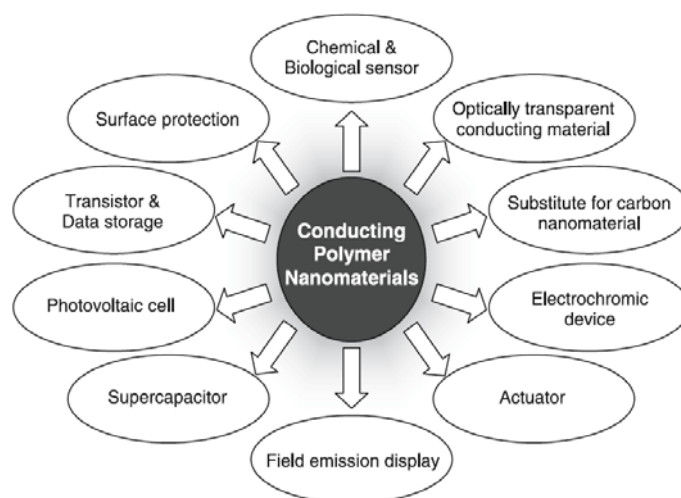 Chemical &
Biological sensor
Surface protection
Optically transparent
conducting material
Transistor &
Data storage
Conducting
Polymer
Nanomaterials
Substitute for carbon
nanomaterial
Photovoltaic cell
Electrochromic
device
Supercapacitor
Actuator
Field emission display